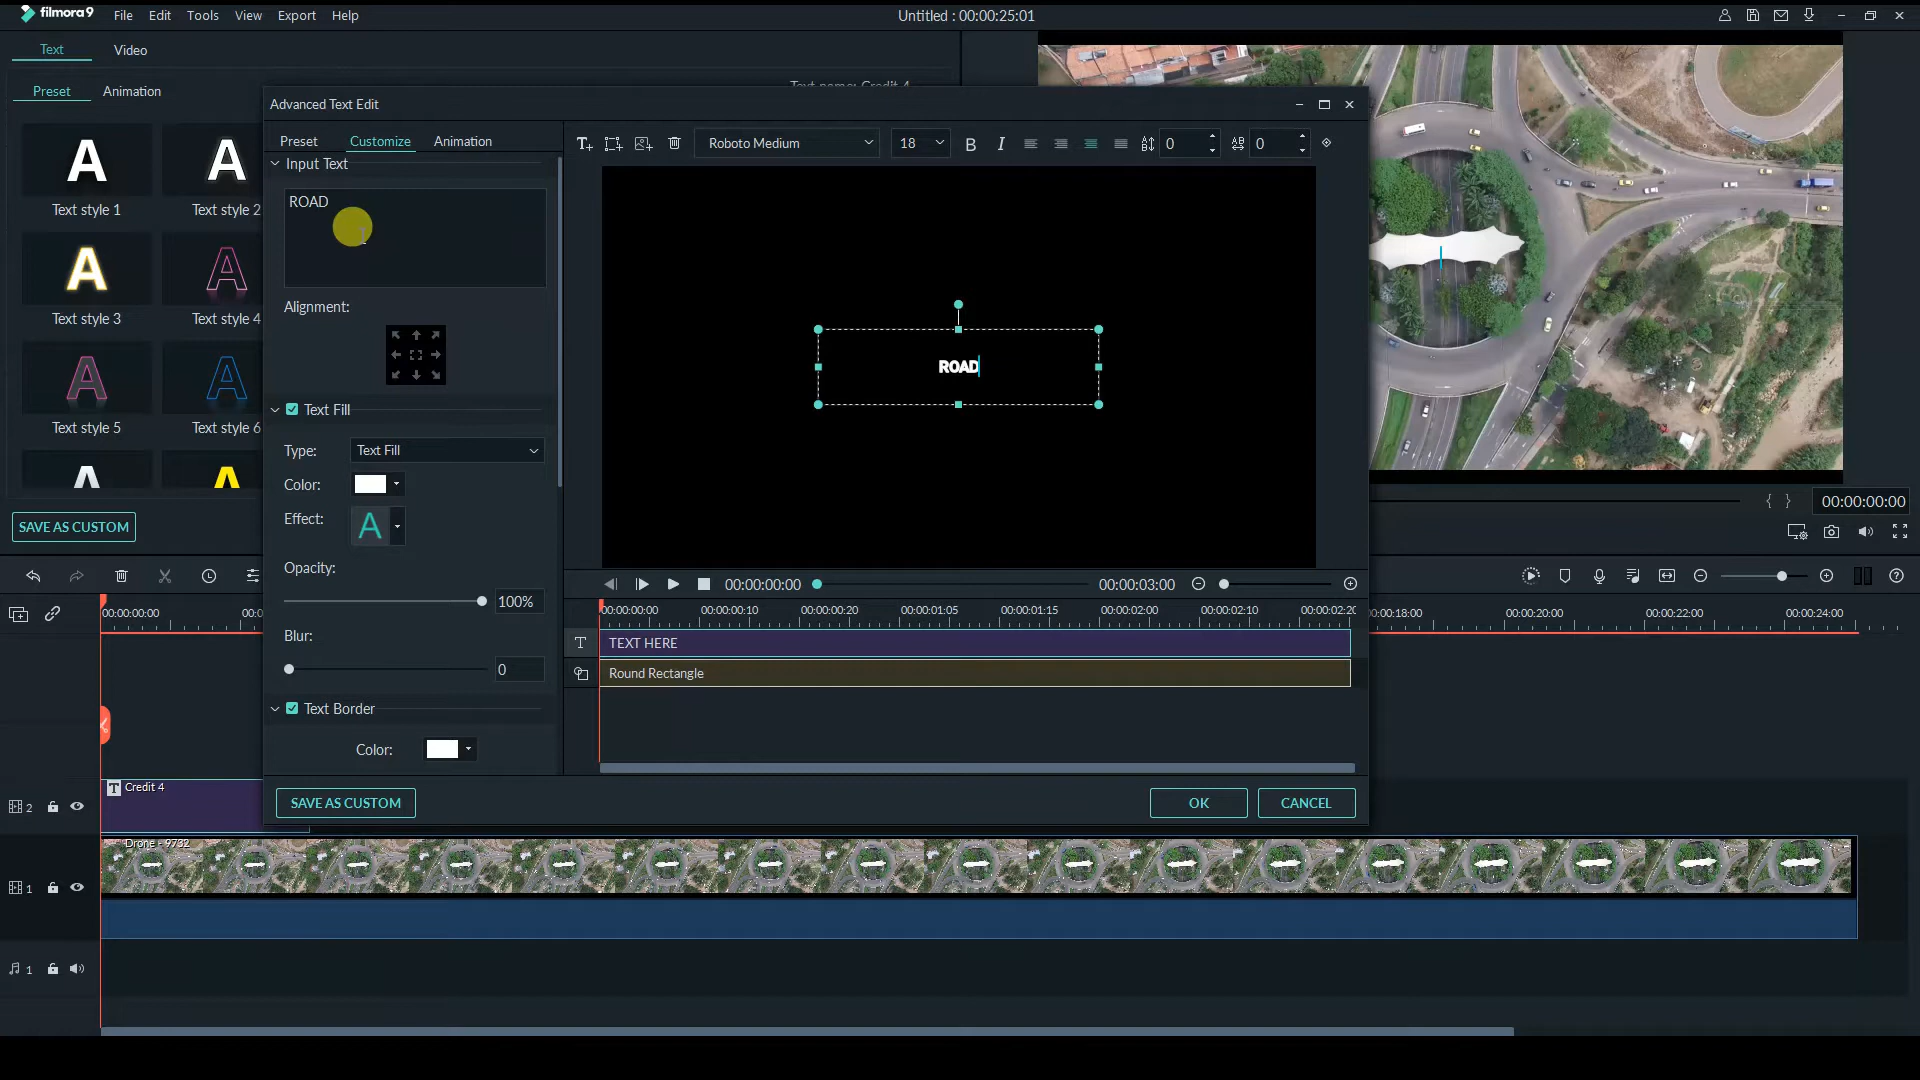 filmora9 File Edit Tools View Export Help Untitled : 00:00:25:01
Text Video
Preset Animation
Text name: Credit 4
Text style 1
Text style 2
Text style 3
Text style 4
Text style 5
Text style 6
SAVE AS CUSTOM
Advanced Text Edit
Preset Customize Animation
Roboto Medium 18 B I 0 0
Input Text
ROAD
Alignment:
Text Fill
Type: Text Fill
Color:
Effect: A
Opacity:
100%
Blur:
0
Text Border
Color:
ROAD
00:00:00:00 00:00:03:00
00:00:00:00 00:00:00:10 00:00:00:20 00:00:01:05 00:00:01:15 00:00:02:00 00:00:02:10 00:00:02:20
TEXT HERE
Round Rectangle
SAVE AS CUSTOM OK CANCEL
00:00:00:00
00:00:00:00 00:00:18:00 00:00:20:00 00:00:22:00 00:00:24:00
2 Credit 4
Drone - 9732
1
1